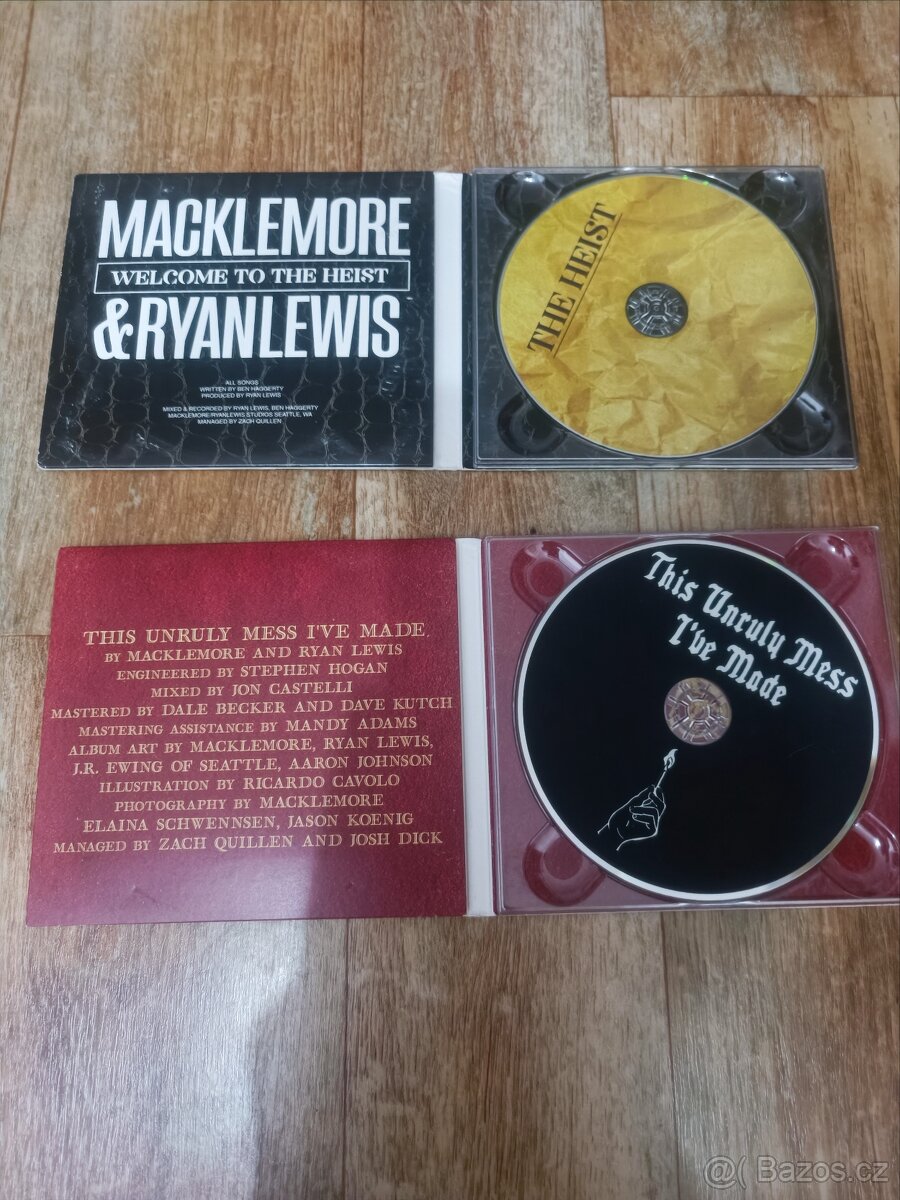 MACKLEMORE
WELCOME TO THE HEIST
& RYAN LEWIS
ALL SONGS
WRITTEN BY BEN HAGGERTY
PRODUCED BY RYAN LEWIS
MIXED & RECORDED BY RYAN LEWIS, BEN HAGGERTY
MACKLEMORE/RYANLEWIS STUDIOS SEATTLE, WA
MANAGED BY ZACH QUILLEN
THE HEIST
THIS UNRULY MESS I'VE MADE
BY MACKLEMORE AND RYAN LEWIS
ENGINEERED BY STEPHEN HOGAN
MIXED BY JON CASTELLI
MASTERED BY DALE BECKER AND DAVE KUTCH
MASTERING ASSISTANCE BY MANDY ADAMS
ALBUM ART BY MACKLEMORE, RYAN LEWIS,
J.R. EWING OF SEATTLE, AARON JOHNSON
ILLUSTRATION BY RICARDO CAVOLO
PHOTOGRAPHY BY MACKLEMORE
ELAINA SCHWENNSEN, JASON KOENIG
MANAGED BY ZACH QUILLEN AND JOSH DICK
This Unruly Mess
I've Made
@( Bazos.cz